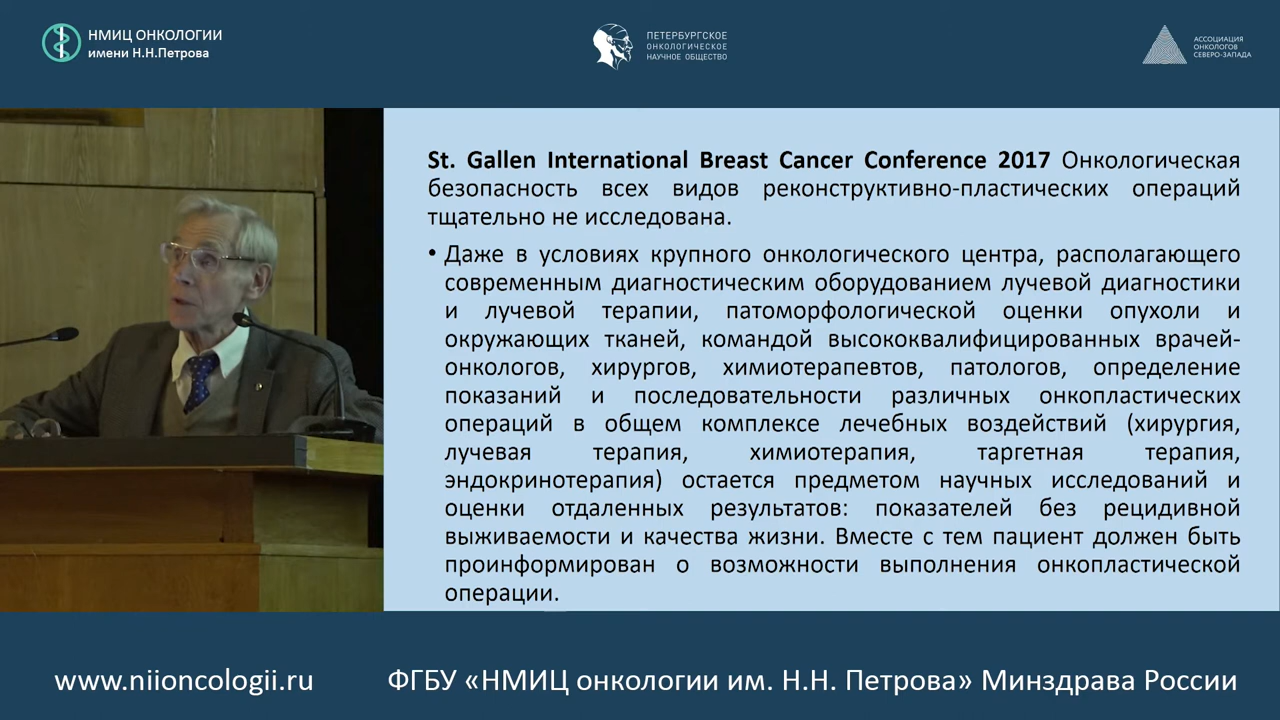 НМИЦ ОНКОЛОГИИ
имени Н.Н.Петрова
ПЕТЕРБУРГСКОЕ
ОНКОЛОГИЧЕСКОЕ
НАУЧНОЕ ОБЩЕСТВО
АССОЦИАЦИЯ
ОНКОЛОГОВ
СЕВЕРО-ЗАПАДА
St. Gallen International Breast Cancer Conference 2017 Онкологическая
безопасность всех видов реконструктивно-пластических операций
тщательно не исследована.
• Даже в условиях крупного онкологического центра, располагающего
современным диагностическим оборудованием лучевой диагностики
и лучевой терапии, патоморфологической оценки опухоли и
окружающих тканей, командой высококвалифицированных врачей-
онкологов, хирургов, химиотерапевтов, патологов, определение
показаний и последовательности различных онкопластических
операций в общем комплексе лечебных воздействий (хирургия,
лучевая терапия, химиотерапия, таргетная терапия,
эндокринотерапия) остается предметом научных исследований и
оценки отдаленных результатов: показателей без рецидивной
выживаемости и качества жизни. Вместе с тем пациент должен быть
проинформирован о возможности выполнения онкопластической
операции.
www.niioncologii.ru
ФГБУ «НМИЦ онкологии им. Н.Н. Петрова» Минздрава России